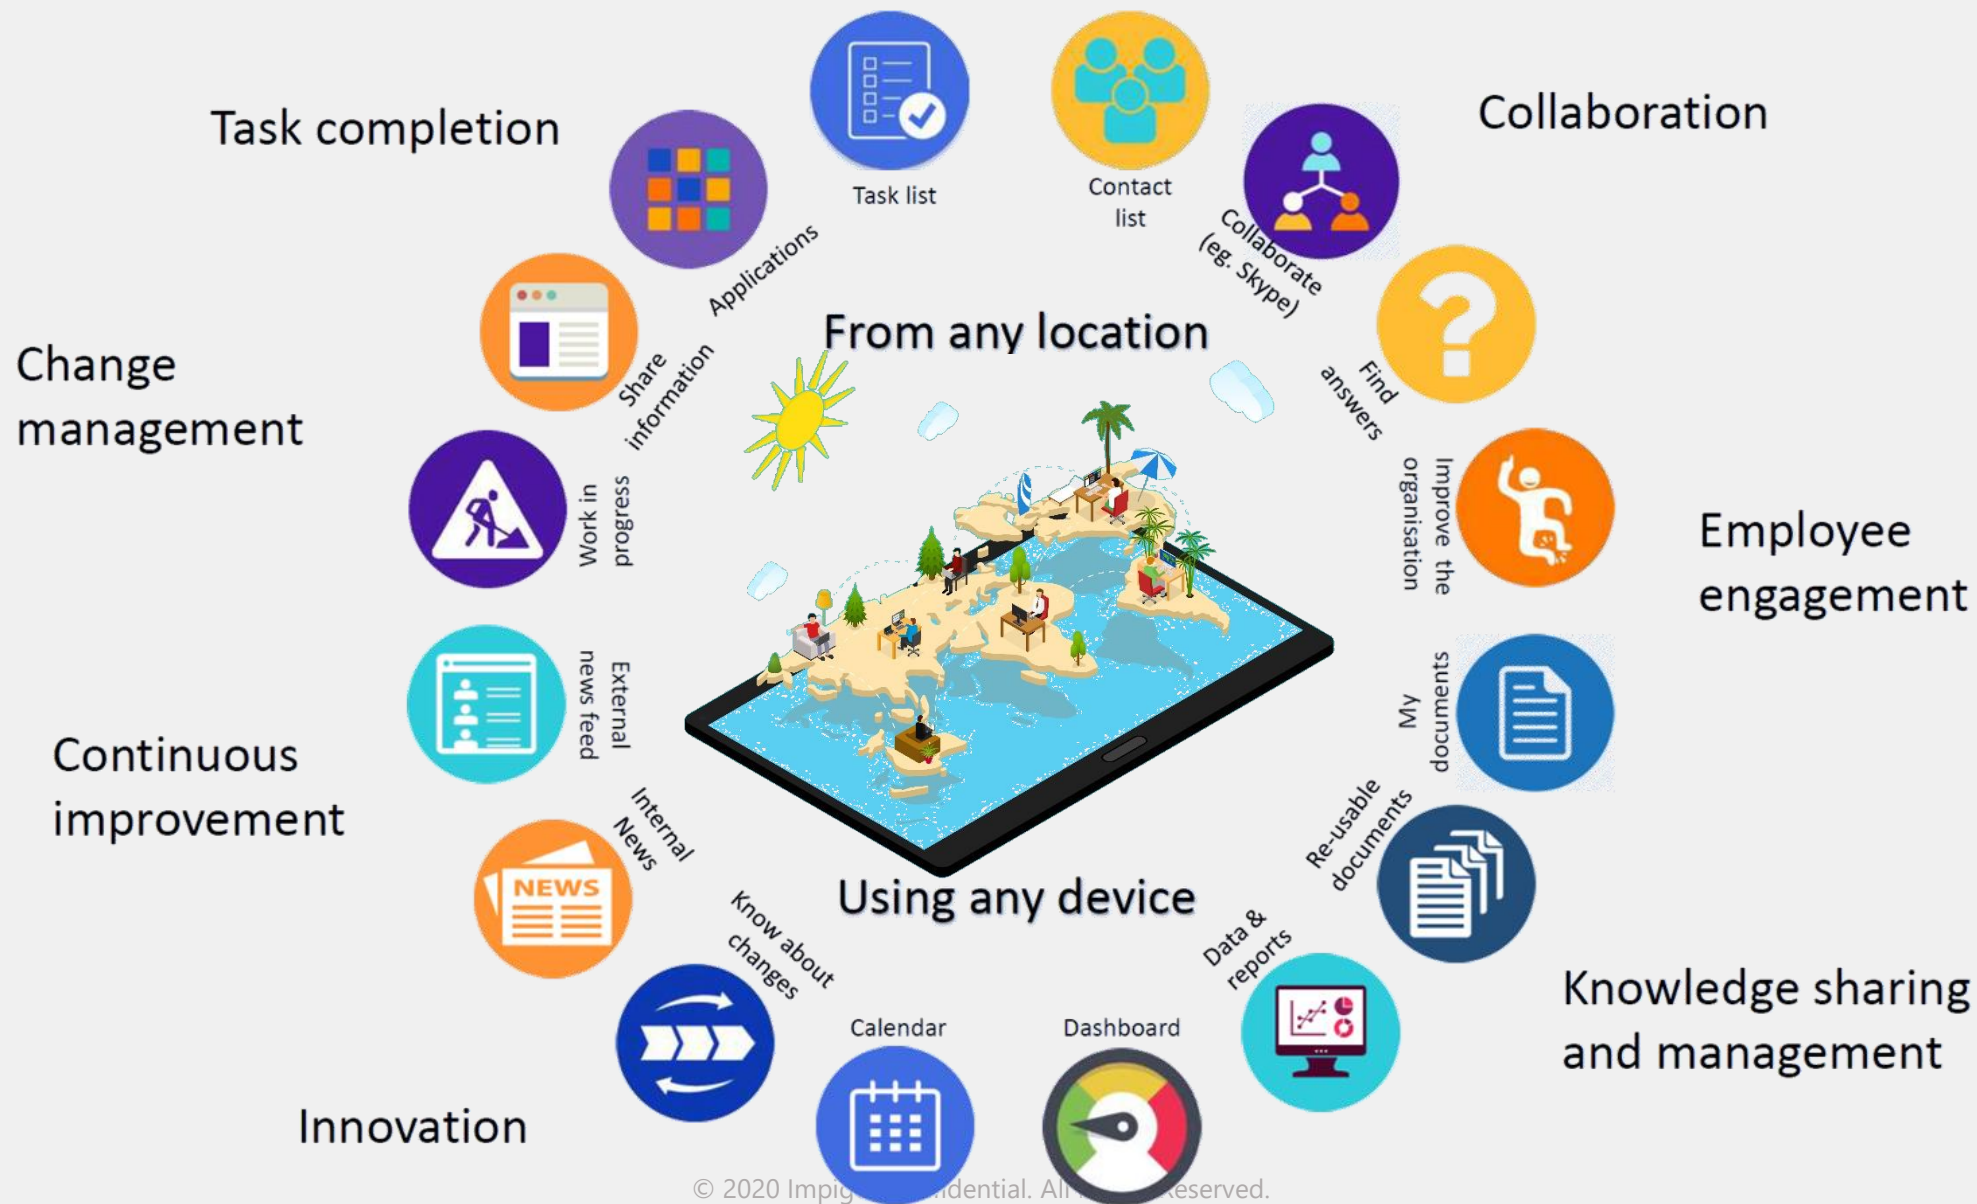 Task completion
Task list
Contact
list
Collaboration
Applications
Collaborate
(eg. Skype)
From any location
Share
information
Find
answers
Change
management
Work in
progress
Improve the
organisation
Employee
engagement
External
news feed
My
documents
Continuous
improvement
Internal
News
Re-usable
documents
NEWS
Using any device
Know about
changes
Data &
reports
Knowledge sharing
and management
Calendar
Dashboard
Innovation
© 2020 All